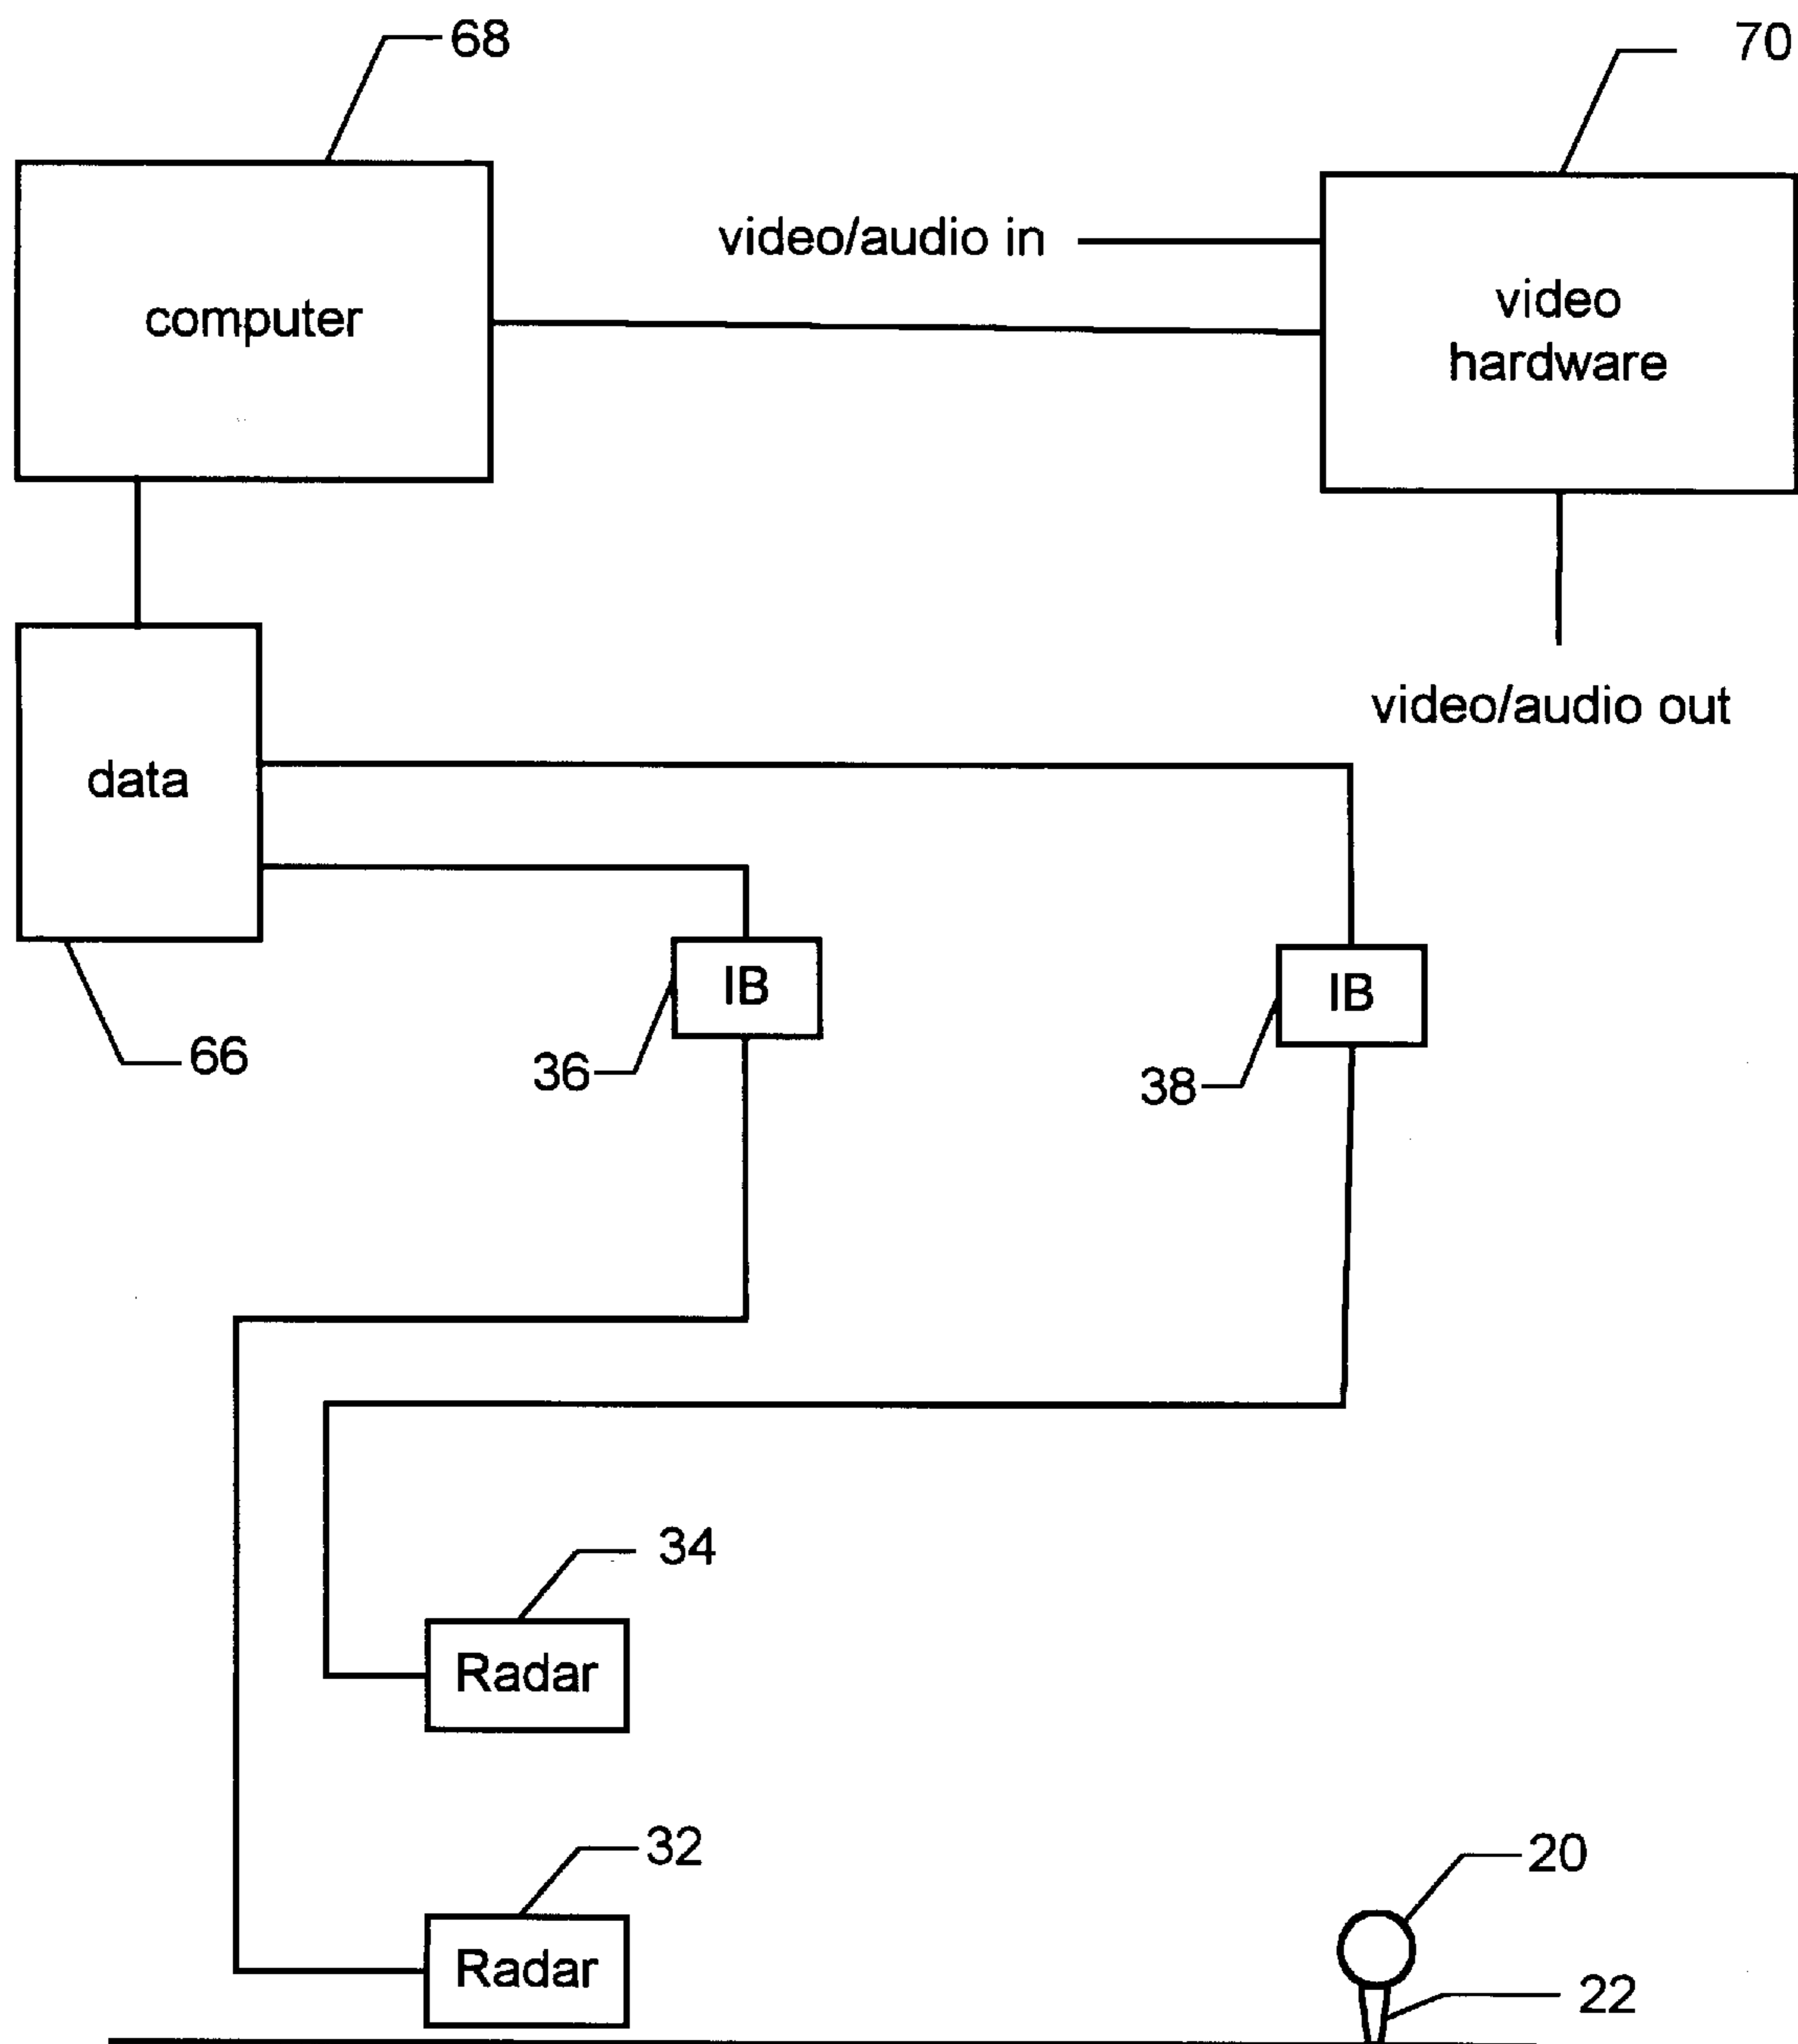 68
70
video/audio in
computer
video
hardware
video/audio out
data
IB
IB
66
36
38
34
Radar
32
20
Radar
22